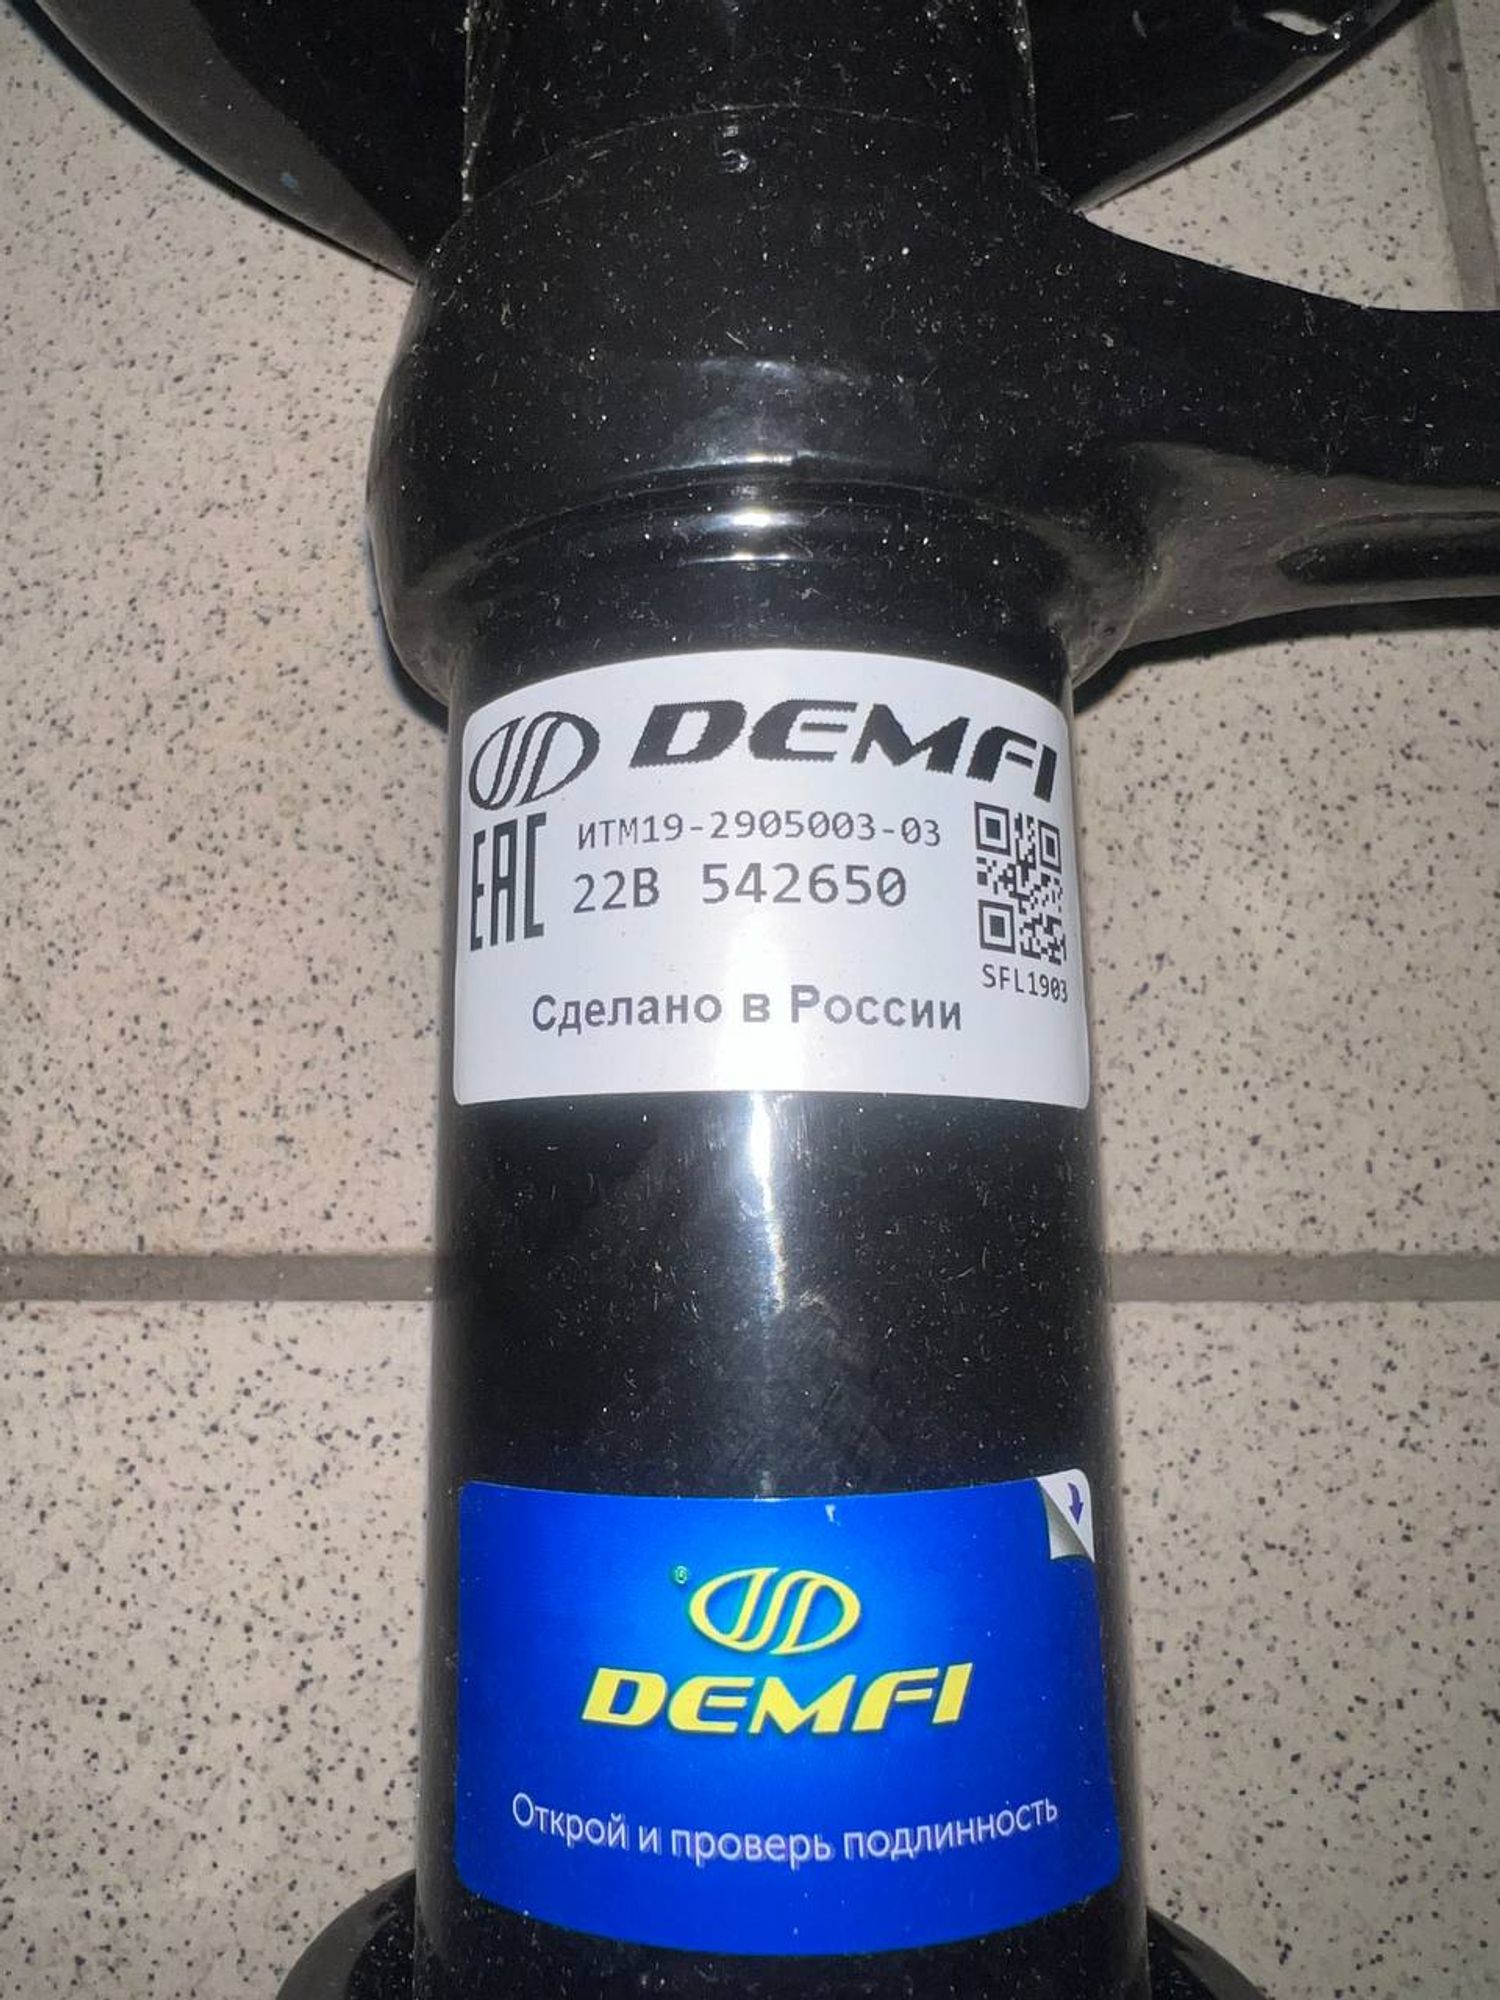 DEMFI
EAC
ИТМ19-2905003-03
22В 542650
SFL1903
Сделано в России
DEMFI
Открой и проверь подлинность